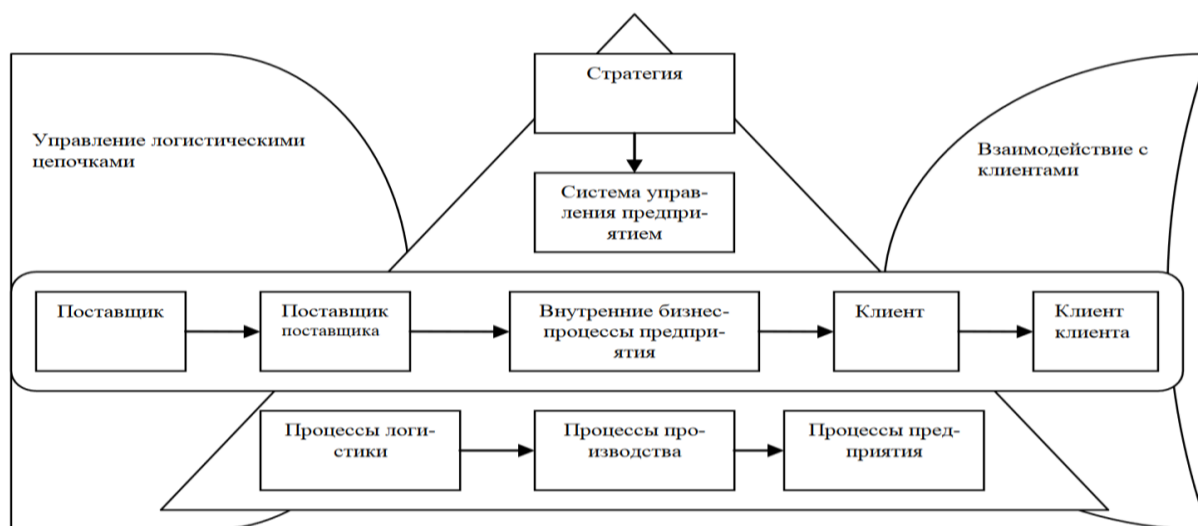 Стратегия
Управление логистическими
цепочками
Взаимодействие с
клиентами
Система управ-
ления предпри-
ятием
Поставщик
Поставщик
поставщика
Внутренние бизнес-
процессы предпри-
ятия
Клиент
Клиент
клиента
Процессы логи-
стики
Процессы про-
изводства
Процессы пред-
приятия